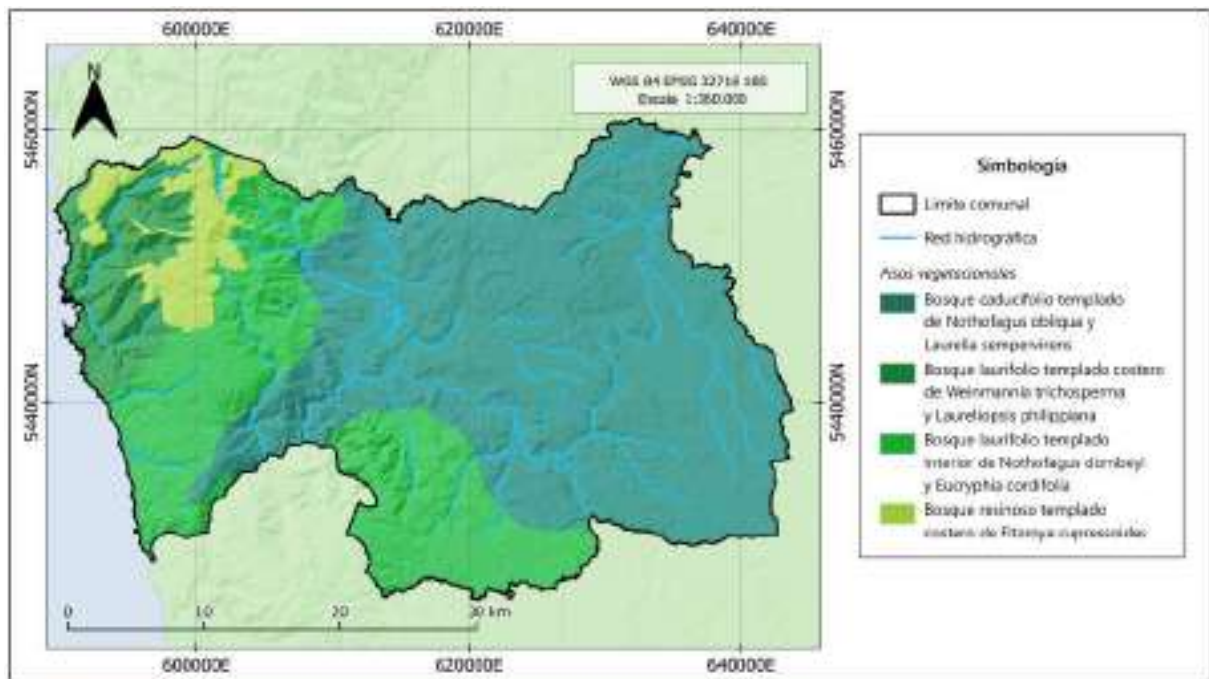 600000E 620000E 640000E
N
WGS 84 EPSG 32718 18S
Escala 1:360.000
5460000N 5460000N
5440000N 5440000N
Simbología
Límite comunal
Red hidrográfica
Pisos vegetacionales
Bosque caducifolio templado
de Nothofagus obliqua y
Laurelia sempervirens
Bosque laurifolio templado costero
de Weinmannia trichosperma
y Laureliopsis philippiana
Bosque laurifolio templado
interior de Nothofagus dombeyi
y Eucryphia cordifolia
Bosque resinoso templado
costero de Fitzroya cupressoides
0 10 20 30 km
600000E 620000E 640000E